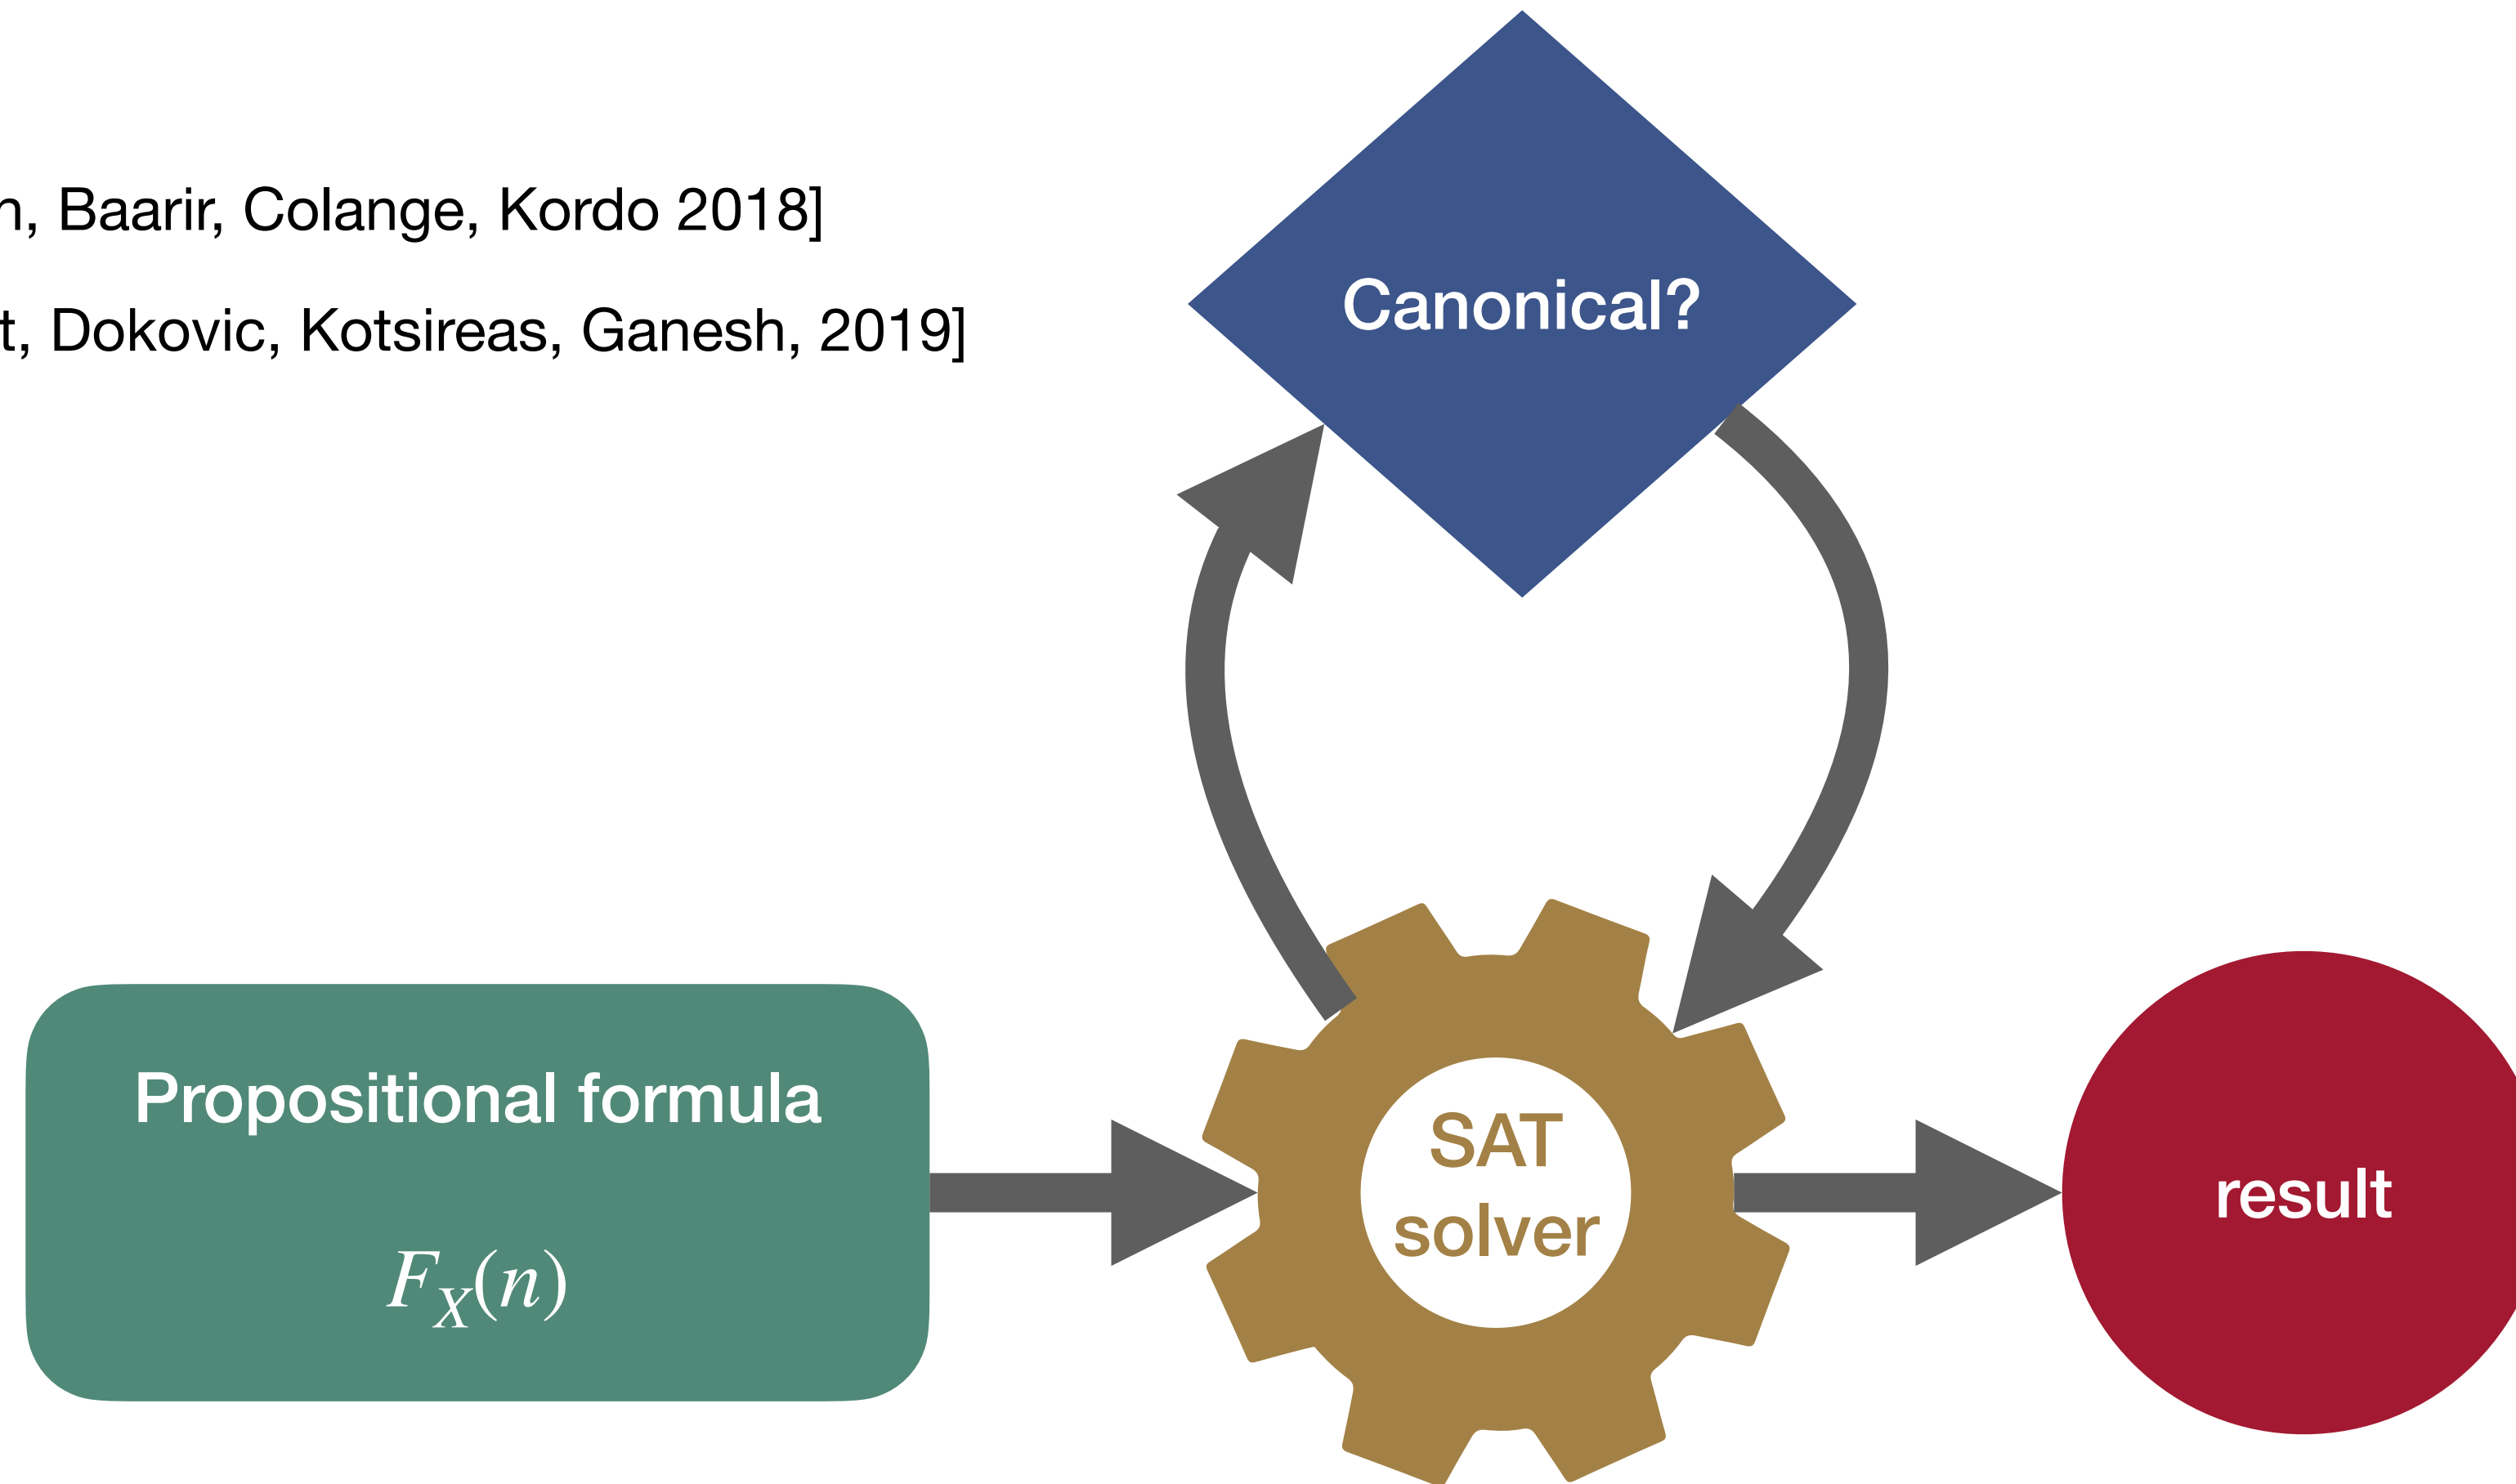 n, Baarir, Colange, Kordo 2018]
t, Dokovic, Kotsireas, Ganesh, 2019]
Canonical?
Propositional formula
F_X(n)
SAT
solver
result